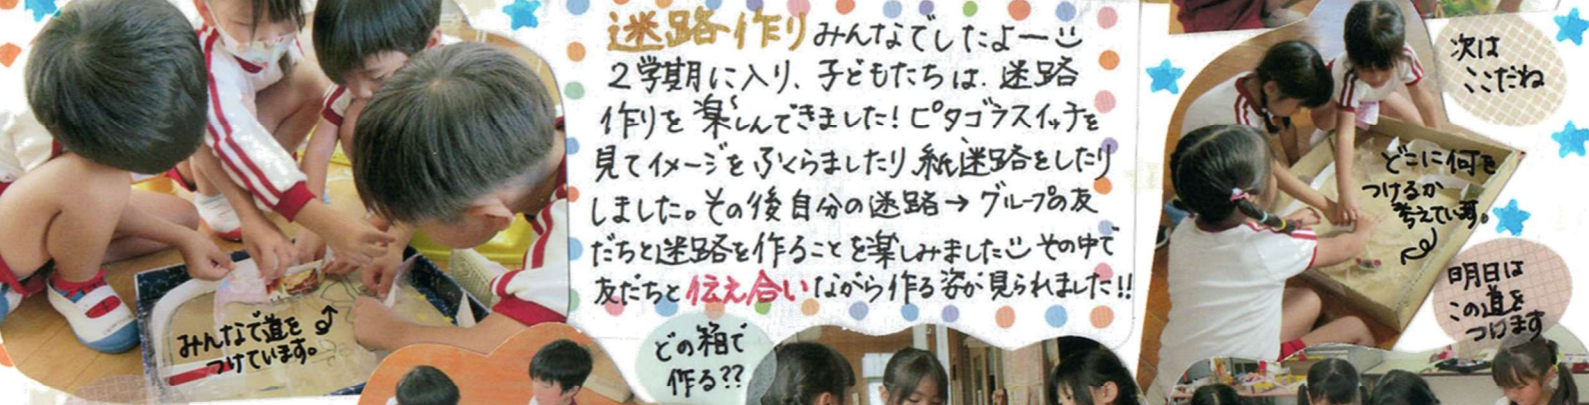 迷路作りみんなでしたよー
2学期に入り、子どもたちは、迷路
作りを楽しんできました！ピタゴラスイッチを
見てイメージをふくらましたり、紙迷路をしたり
しました。その後自分の迷路→グループの友
だちと迷路を作ることを楽しみました その中で
友だちと伝え合いながら作る姿が見られました!!
みんなで道を
つけています。
どの箱で
作る??
次は
ここだね
どこに何を
つけるか
考えています。
明日は
この道を
つけます